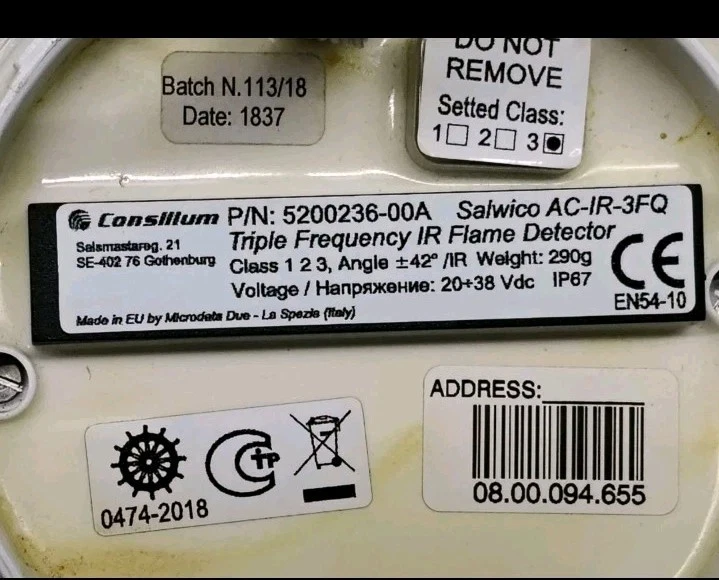 Batch N.113/18
Date: 1837
DO NOT
REMOVE
Setted Class:
1☐ 2☐ 3☒
Consilium P/N: 5200236-00A Salwico AC-IR-3FQ
Salsmastareg. 21
SE-402 76 Gothenburg
Triple Frequency IR Flame Detector
Class 1 2 3, Angle ±42° /IR Weight: 290g
Voltage / Напряжение: 20÷38 Vdc IP67
CE
EN54-10
Made in EU by Microdata Due - La Spezia (Italy)
0474-2018
ADDRESS:______
08.00.094.655